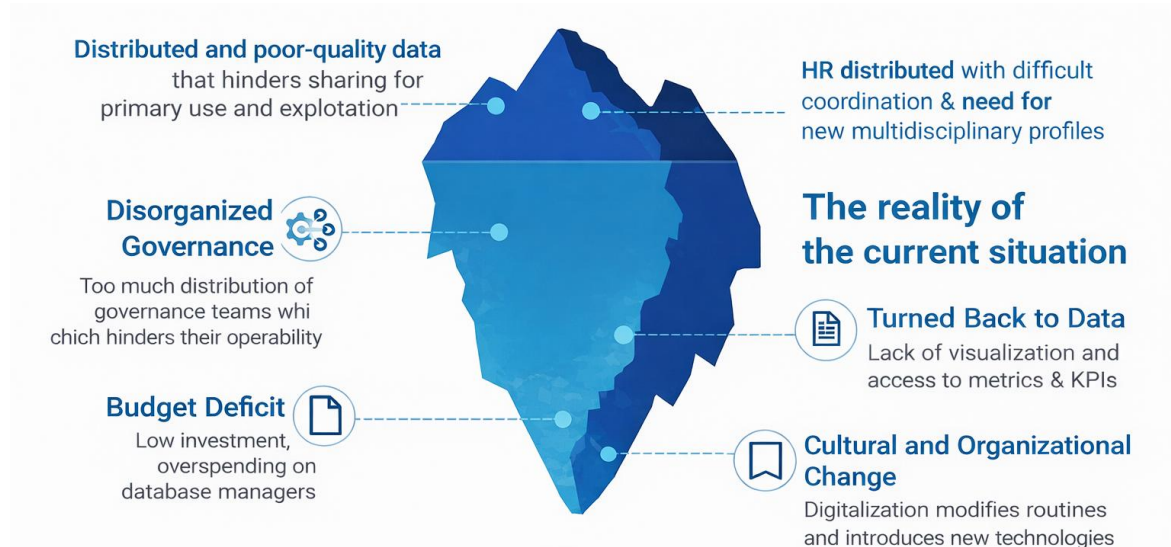 Distributed and poor-quality data
that hinders sharing for
primary use and explotation
HR distributed with difficult
coordination & need for
new multidisciplinary profiles
Disorganized
Governance
Too much distribution of
governance teams whi
chich hinders their operability
The reality of
the current situation
Turned Back to Data
Lack of visualization and
access to metrics & KPIs
Budget Deficit
Low investment,
overspending on
database managers
Cultural and Organizational
Change
Digitalization modifies routines
and introduces new technologies